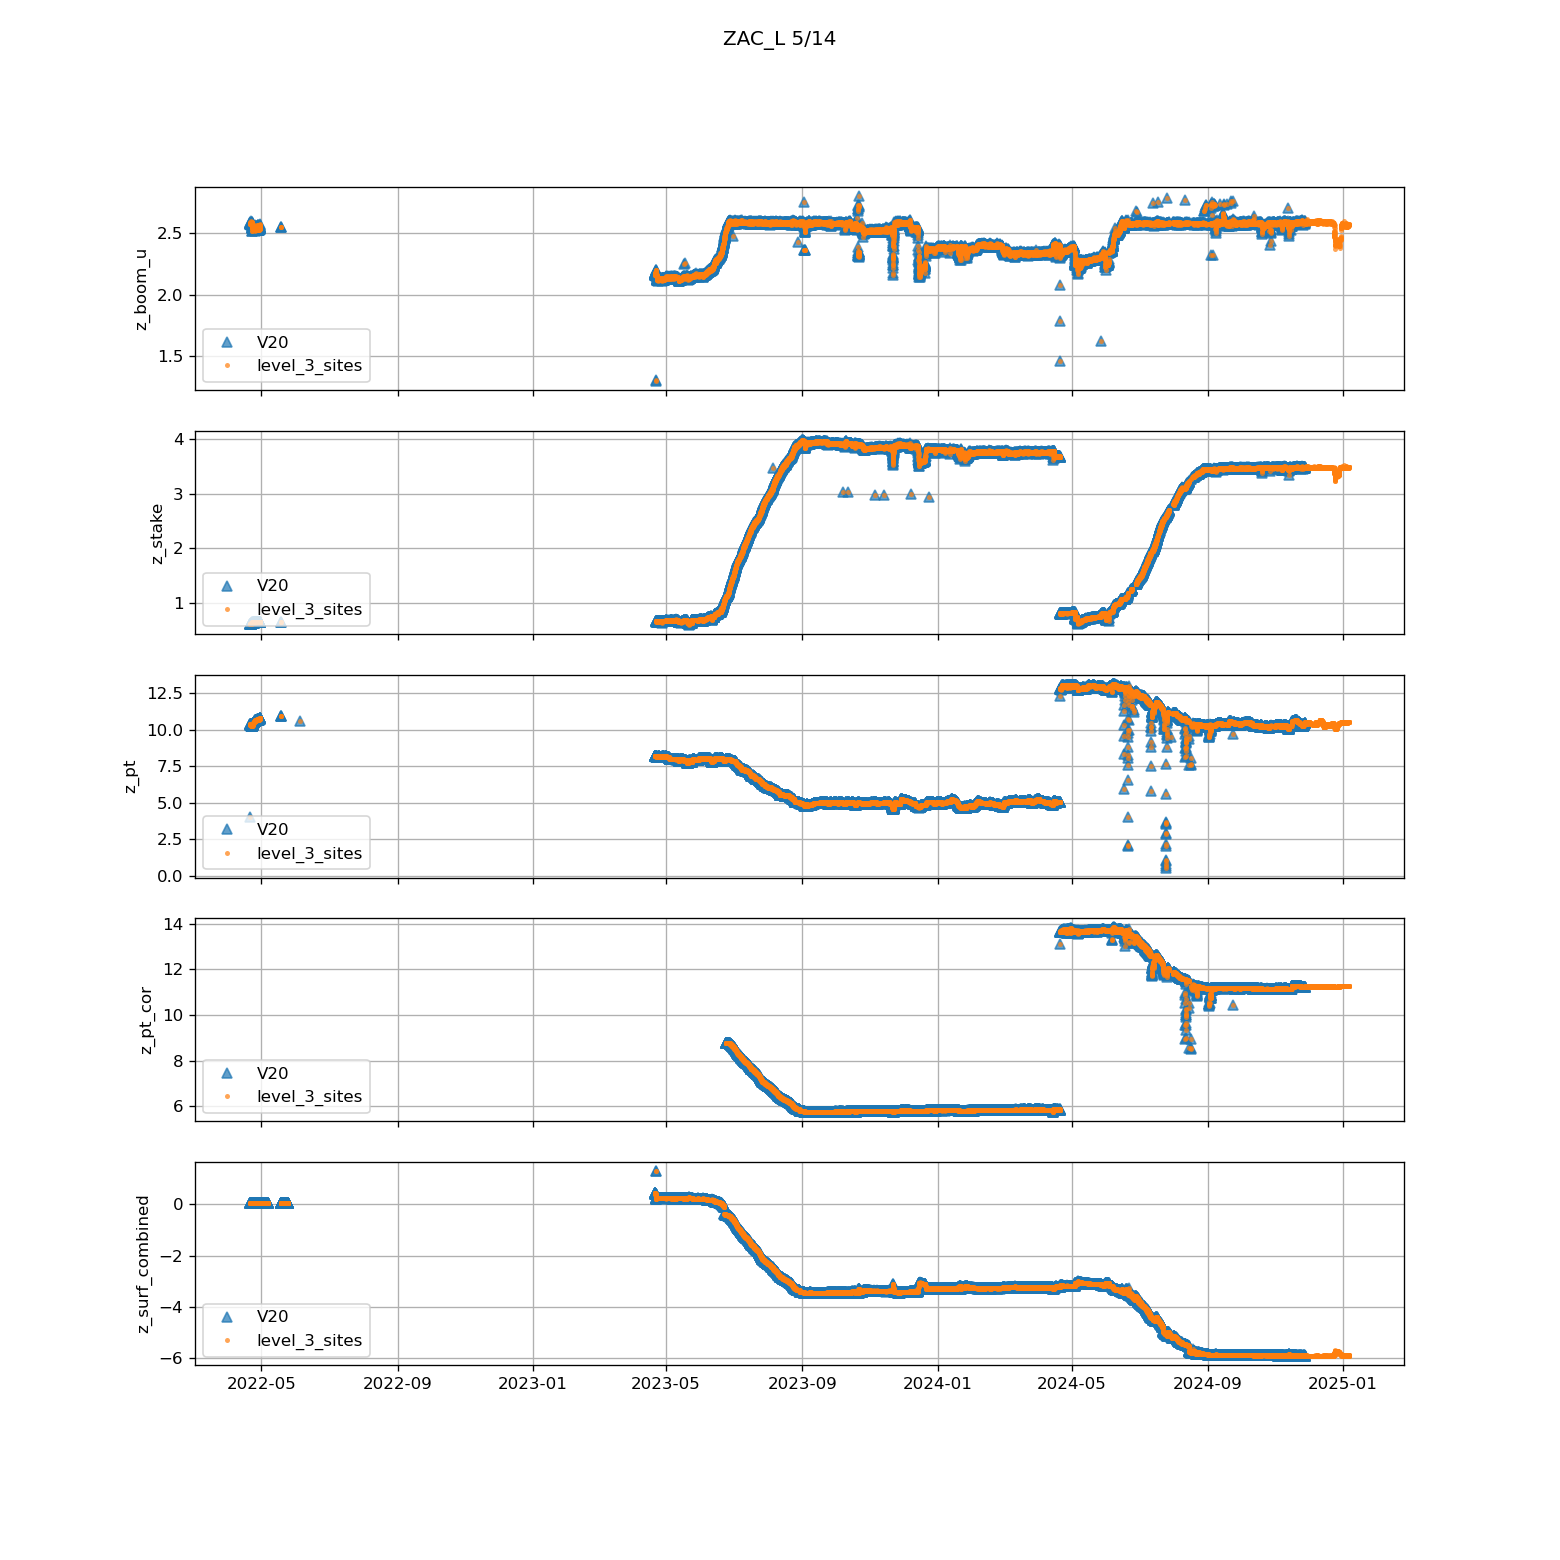 ZAC_L 5/14
z_boom_u
2.5
2.0
1.5
V20
level_3_sites
z_stake
4
3
2
1
V20
level_3_sites
z_pt
12.5
10.0
7.5
5.0
2.5
0.0
V20
level_3_sites
z_pt_cor
14
12
10
8
6
V20
level_3_sites
z_surf_combined
0
−2
−4
−6
V20
level_3_sites
2022-05 2022-09 2023-01 2023-05 2023-09 2024-01 2024-05 2024-09 2025-01